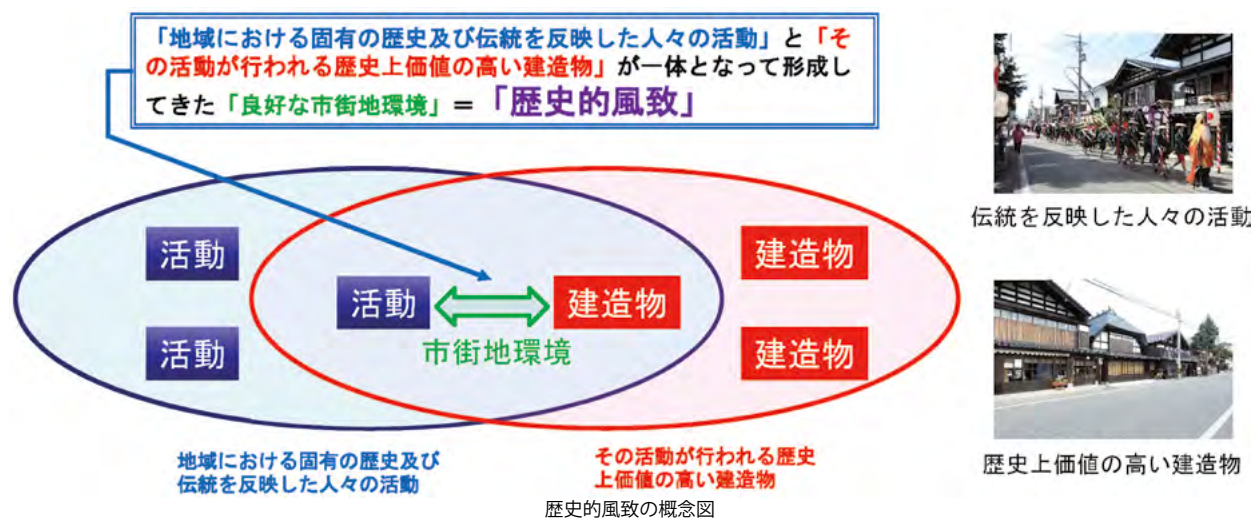 「地域における固有の歴史及び伝統を反映した人々の活動」と「そ
の活動が行われる歴史上価値の高い建造物」が一体となって形成し
てきた「良好な市街地環境」＝「歴史的風致」
活動
活動
活動
建造物
市街地環境
建造物
建造物
地域における固有の歴史及び
伝統を反映した人々の活動
その活動が行われる歴史
上価値の高い建造物
歴史的風致の概念図
伝統を反映した人々の活動
歴史上価値の高い建造物